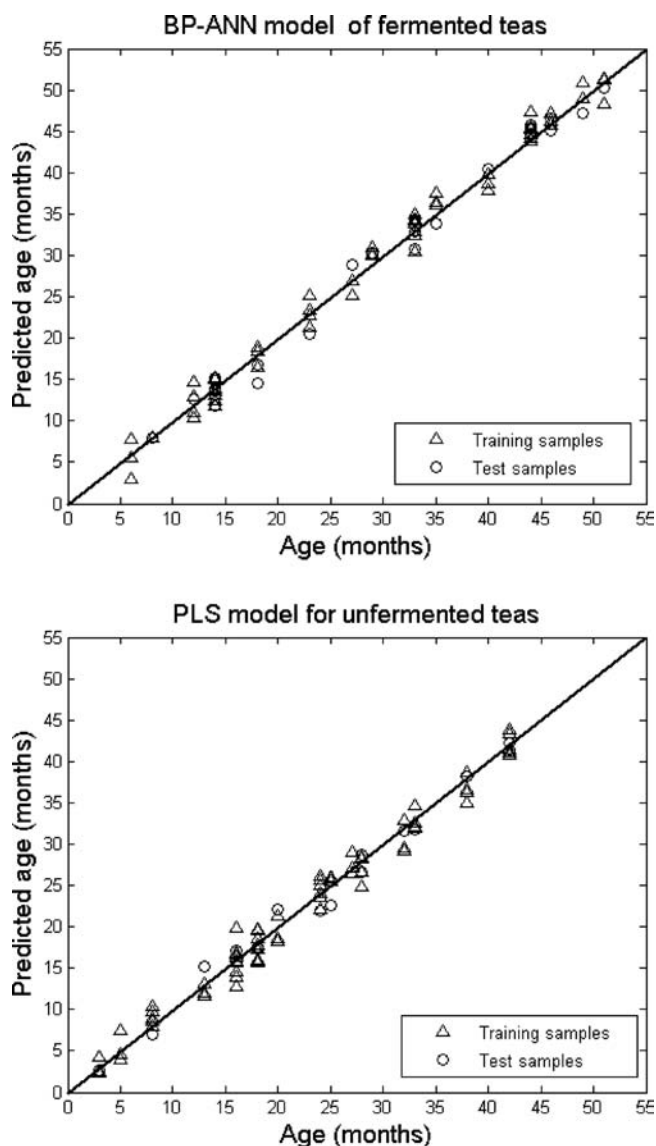 BP-ANN model of fermented teas
55
50
45
40
35
30
25
20
15
10
5
0
Predicted age (months)
Training samples
Test samples
0 5 10 15 20 25 30 35 40 45 50 55
Age (months)
PLS model for unfermented teas
55
50
45
40
35
30
25
20
15
10
5
0
Predicted age (months)
Training samples
Test samples
0 5 10 15 20 25 30 35 40 45 50 55
Age (months)